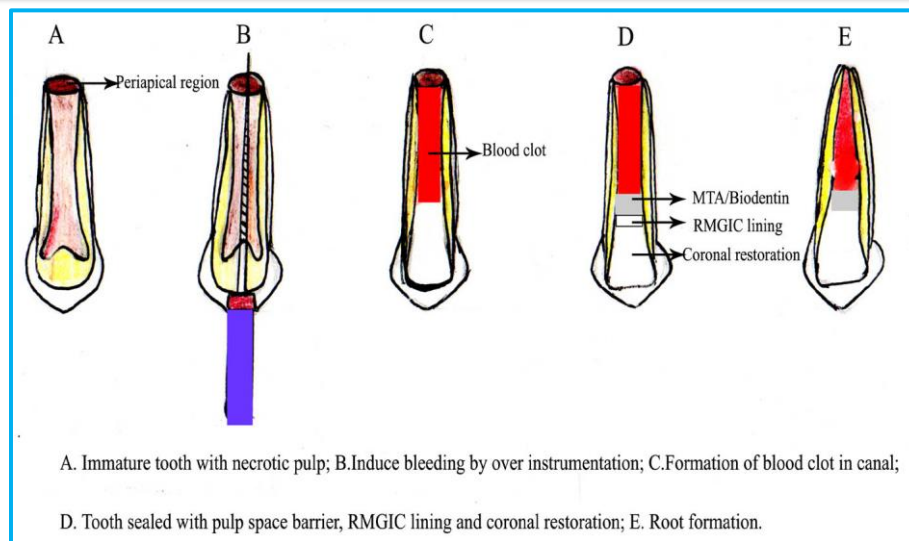 A B C D E
Periapical region
Blood clot
MTA/Biodentin
RMGIC lining
Coronal restoration
A. Immature tooth with necrotic pulp; B.Induce bleeding by over instrumentation; C.Formation of blood clot in canal;
D. Tooth sealed with pulp space barrier, RMGIC lining and coronal restoration; E. Root formation.